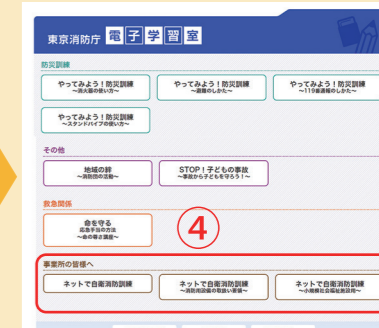 東京消防庁 電子学習室
防災訓練
やってみよう！防災訓練
～消火器の使い方～
やってみよう！防災訓練
～避難のしかた～
やってみよう！防災訓練
～119番通報のしかた～
やってみよう！防災訓練
～スタンドパイプの使い方～
その他
地域の絆
～消防団の活動～
STOP！子どもの事故
～事故から子どもを守ろう！～
救急関係
命を守る
応急手当の方法
～命の尊さ講座～
④
事業所の皆様へ
ネットで自衛消防訓練
ネットで自衛消防訓練
～消防用設備の取扱い要領～
ネットで自衛消防訓練
～小規模社会福祉施設用～